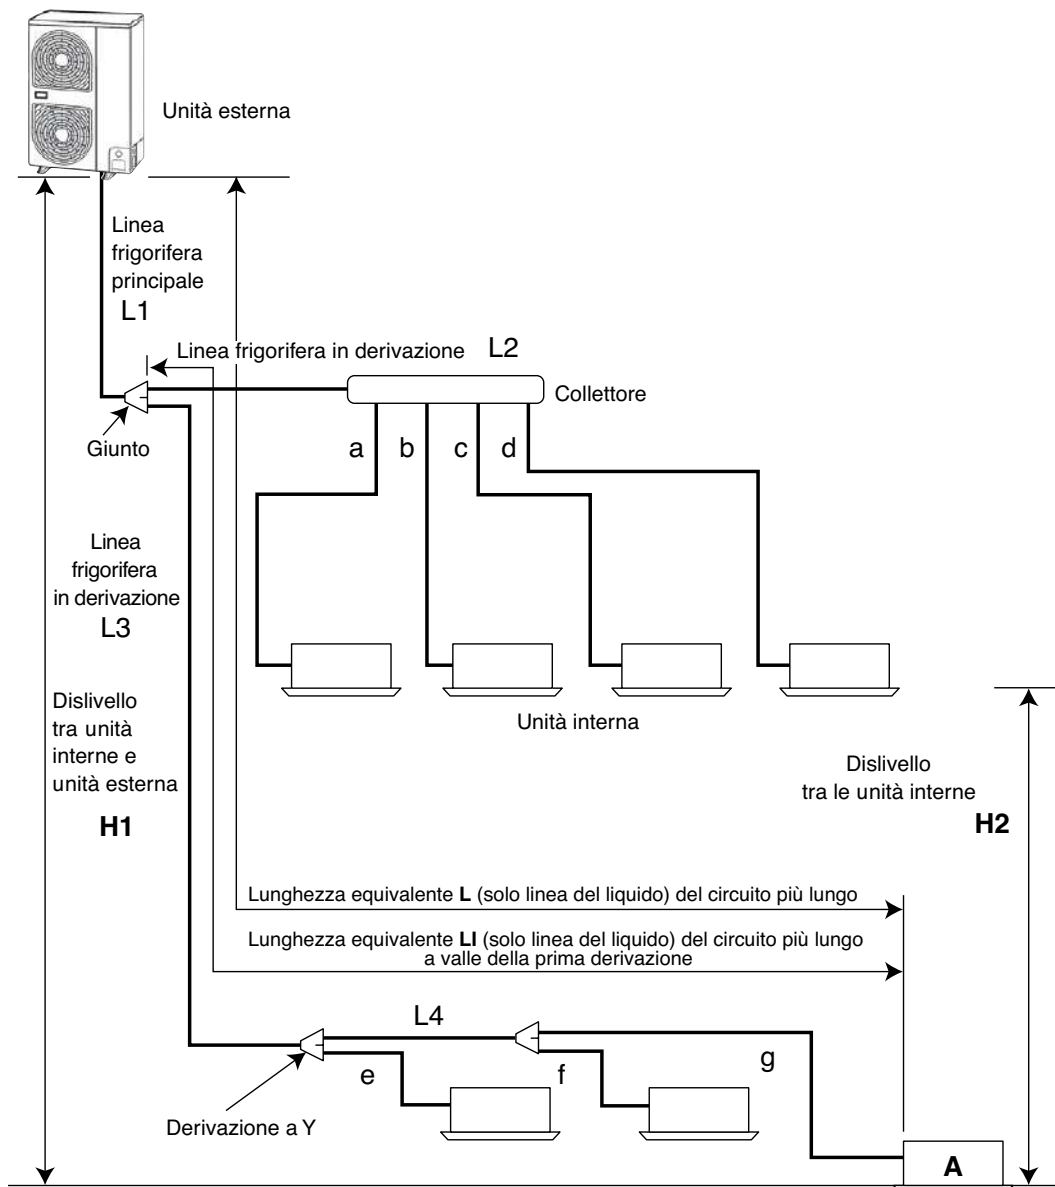 Unità esterna
Linea
frigorifera
principale
L1
Linea frigorifera in derivazione L2
Collettore
Giunto
a b c d
Linea
frigorifera
in derivazione
L3
Unità interna
Dislivello
tra unità
interne e
unità esterna
H1
Dislivello
tra le unità interne
H2
Lunghezza equivalente L (solo linea del liquido) del circuito più lungo
Lunghezza equivalente LI (solo linea del liquido) del circuito più lungo
a valle della prima derivazione
L4
e f g
Derivazione a Y
A